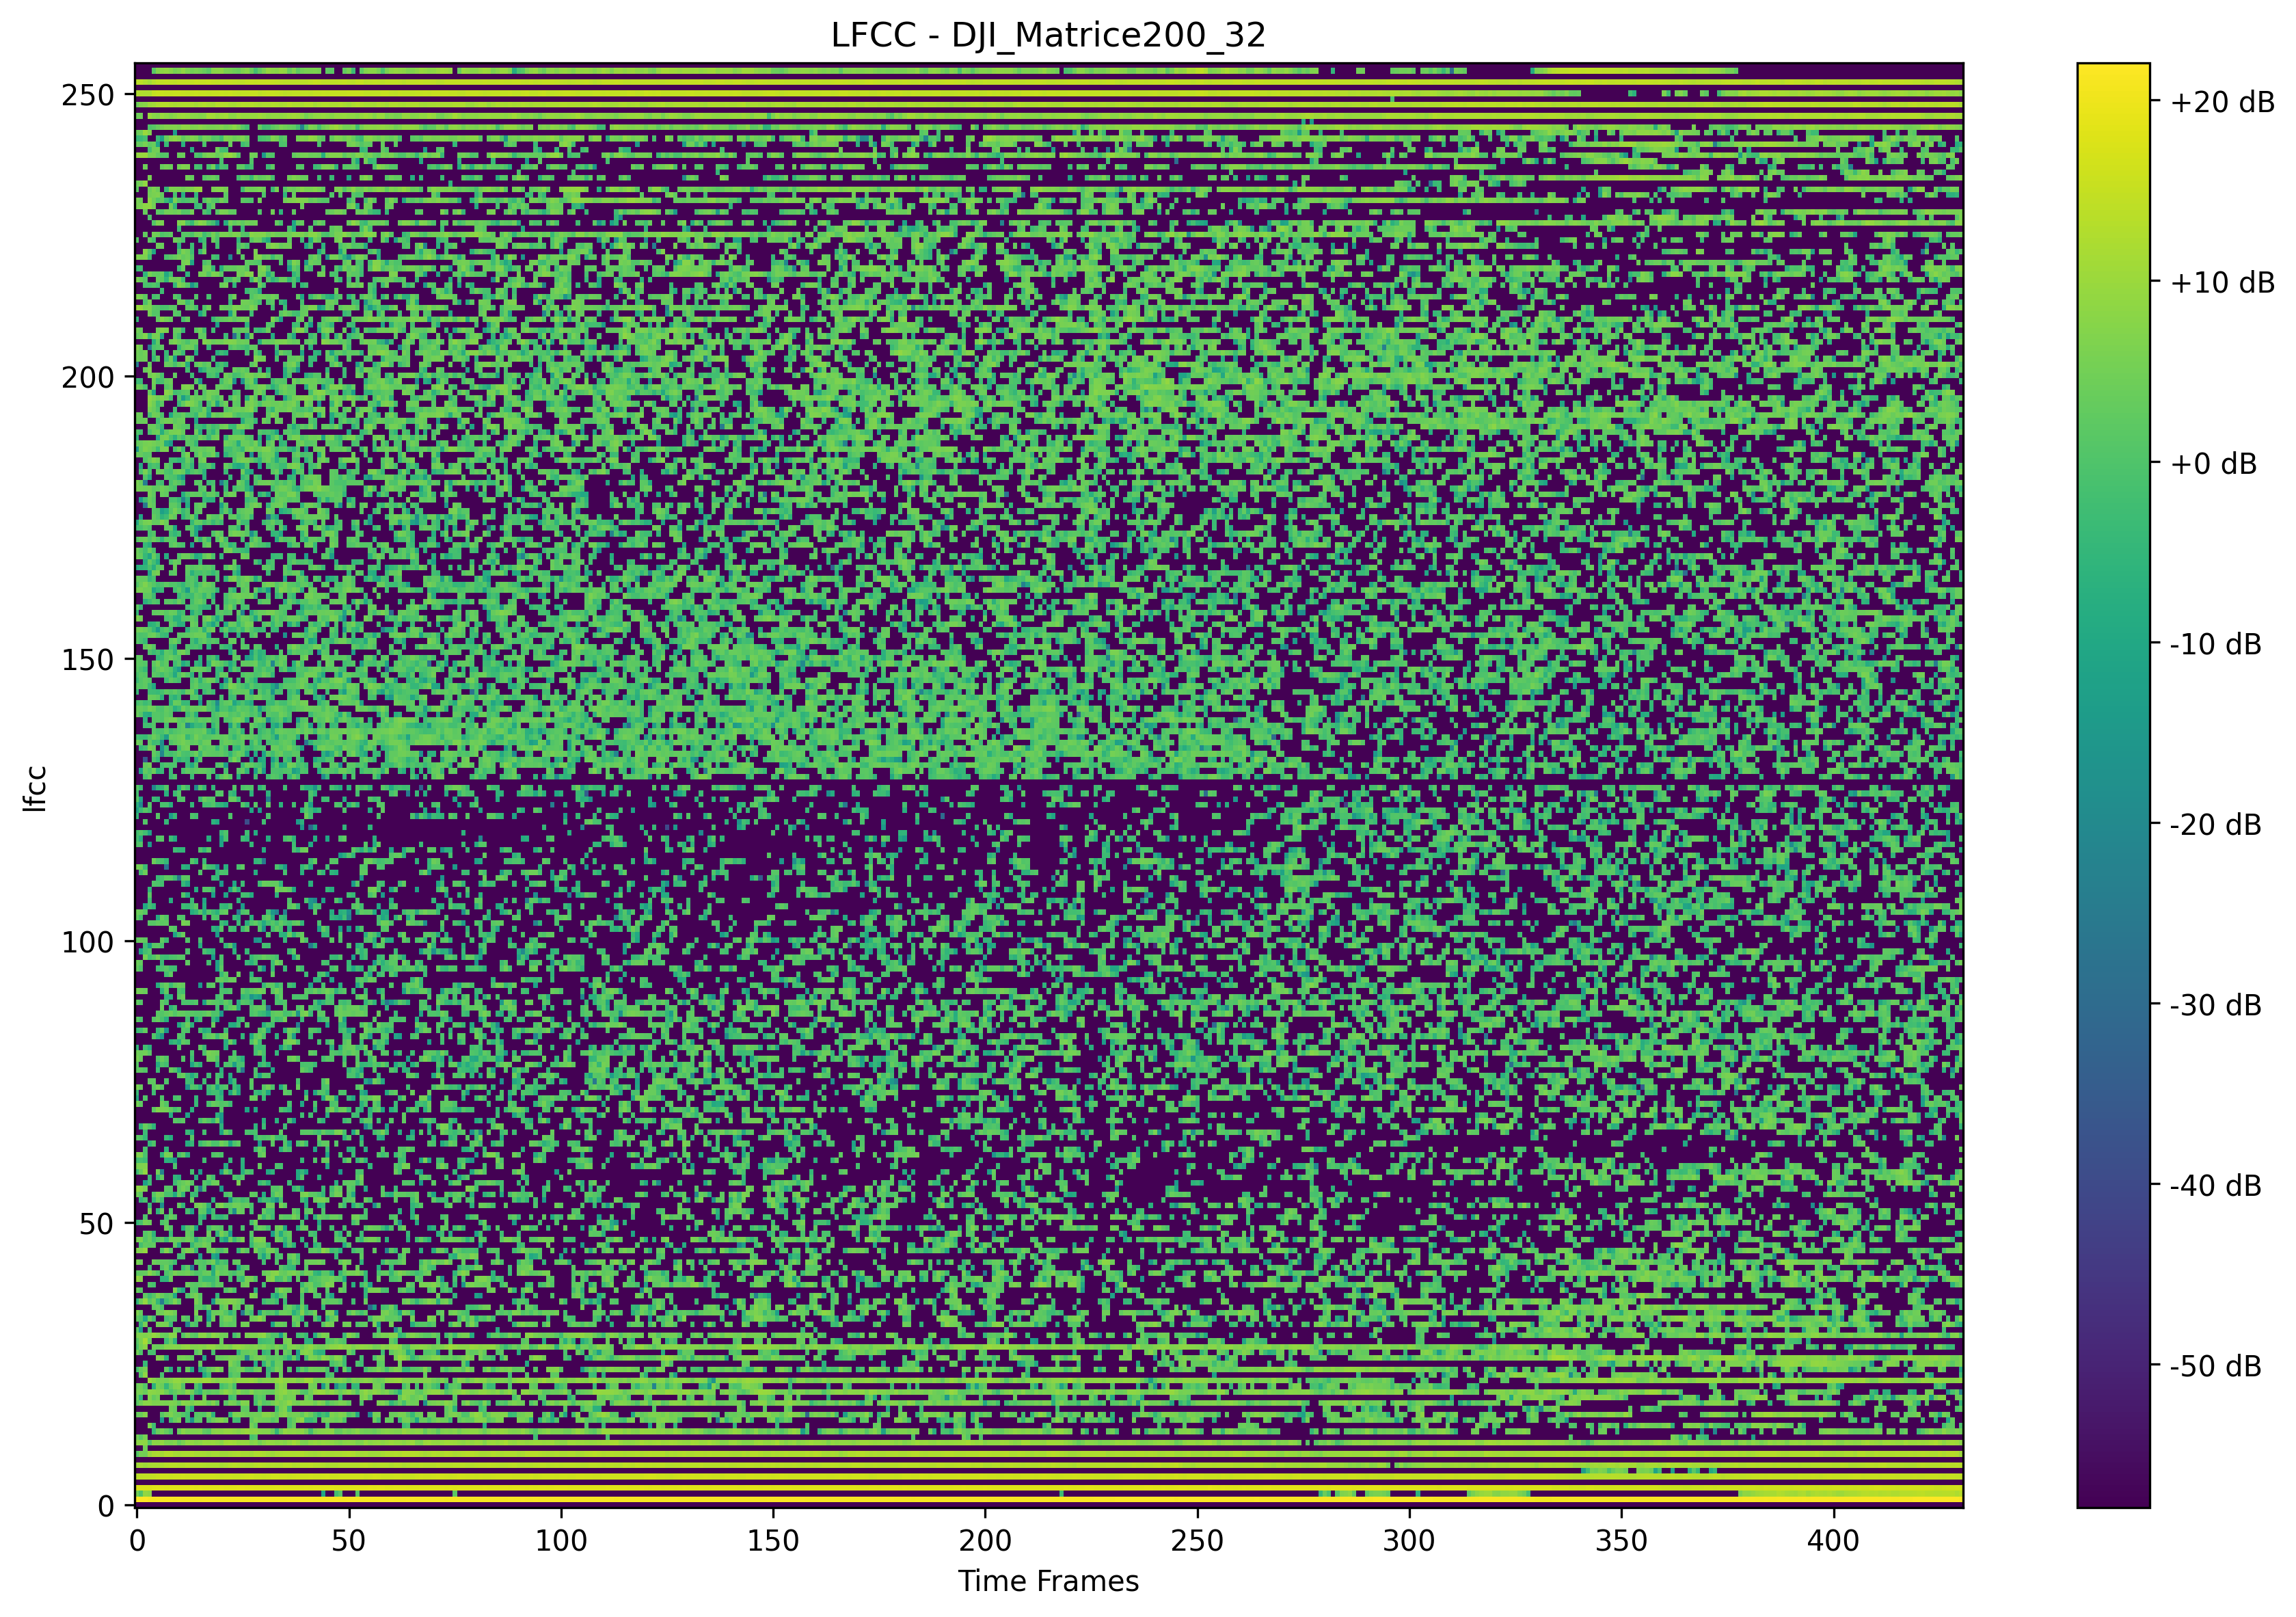 LFCC - DJI_Matrice200_32
250
200
150
100
50
0
lfcc
0 50 100 150 200 250 300 350 400
Time Frames
+20 dB
+10 dB
+0 dB
-10 dB
-20 dB
-30 dB
-40 dB
-50 dB